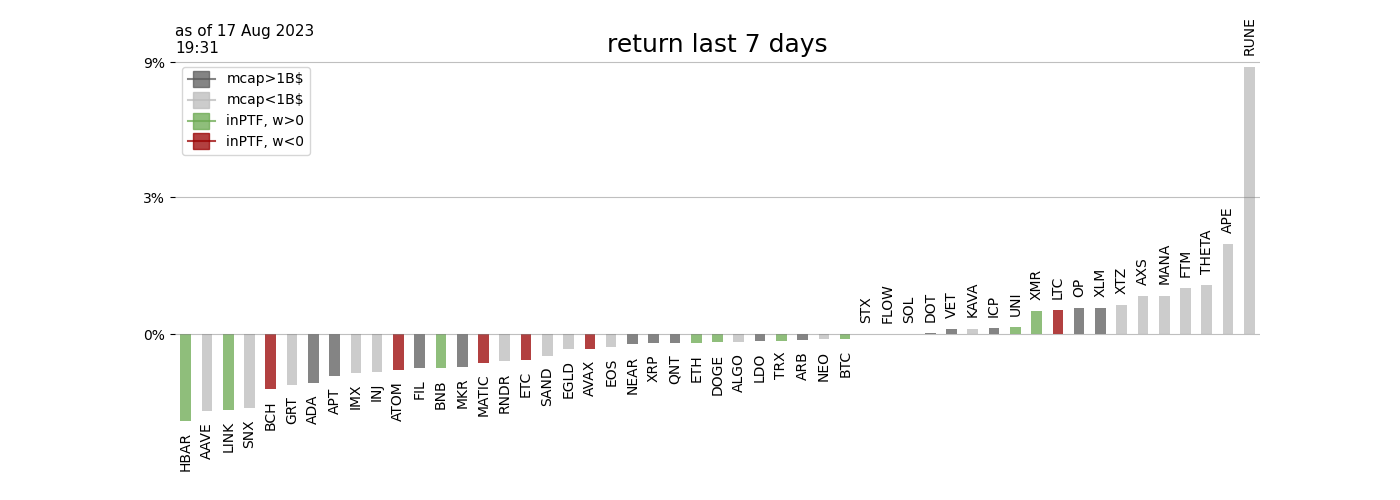 as of 17 Aug 2023
19:31
return last 7 days
RUNE
9%
mcap>1B$
mcap<1B$
inPTF, w>0
inPTF, w<0
3%
0%
HBAR
AAVE
LINK
SNX
BCH
GRT
ADA
APT
IMX
INJ
ATOM
FIL
BNB
MKR
MATIC
RNDR
ETC
SAND
EGLD
AVAX
EOS
NEAR
XRP
QNT
ETH
DOGE
ALGO
LDO
TRX
ARB
NEO
BTC
STX
FLOW
SOL
DOT
VET
KAVA
ICP
UNI
XMR
LTC
OP
XLM
XTZ
AXS
MANA
FTM
THETA
APE